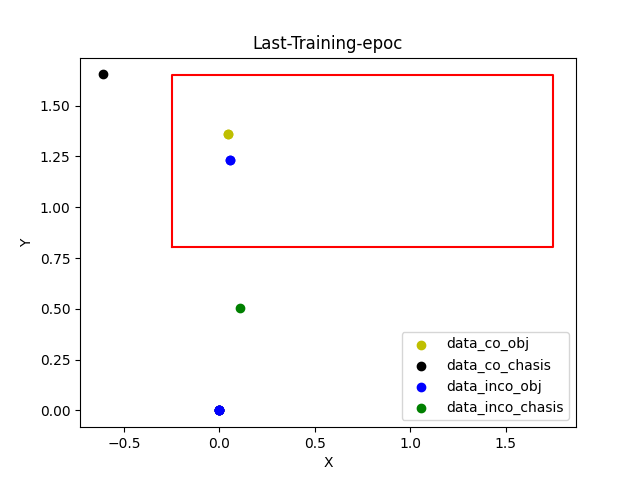 Last-Training-epoc
1.50
1.25
1.00
0.75
0.50
0.25
0.00
Y
data_co_obj
data_co_chasis
data_inco_obj
data_inco_chasis
−0.5 0.0 0.5 1.0 1.5
X